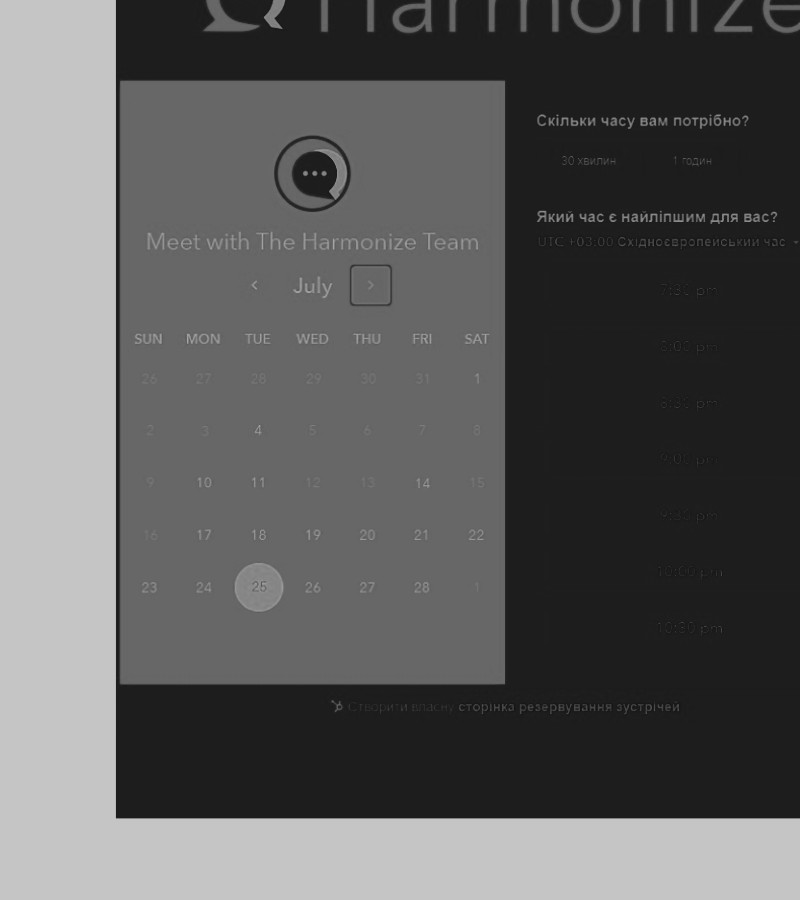 Harmonize
Скільки часу вам потрібно?
30 хвилин 1 годин
Який час є найліпшим для вас?
UTC +03:00 Східноєвропейський час
Meet with The Harmonize Team
July
SUN MON TUE WED THU FRI SAT
26 27 28 29 30 31 1
2 3 4 5 6 7 8
9 10 11 12 13 14 15
16 17 18 19 20 21 22
23 24 25 26 27 28 1
7:30 pm
8:00 pm
8:30 pm
9:00 pm
9:30 pm
10:00 pm
10:30 pm
Створити власну сторінка резервування зустрічей